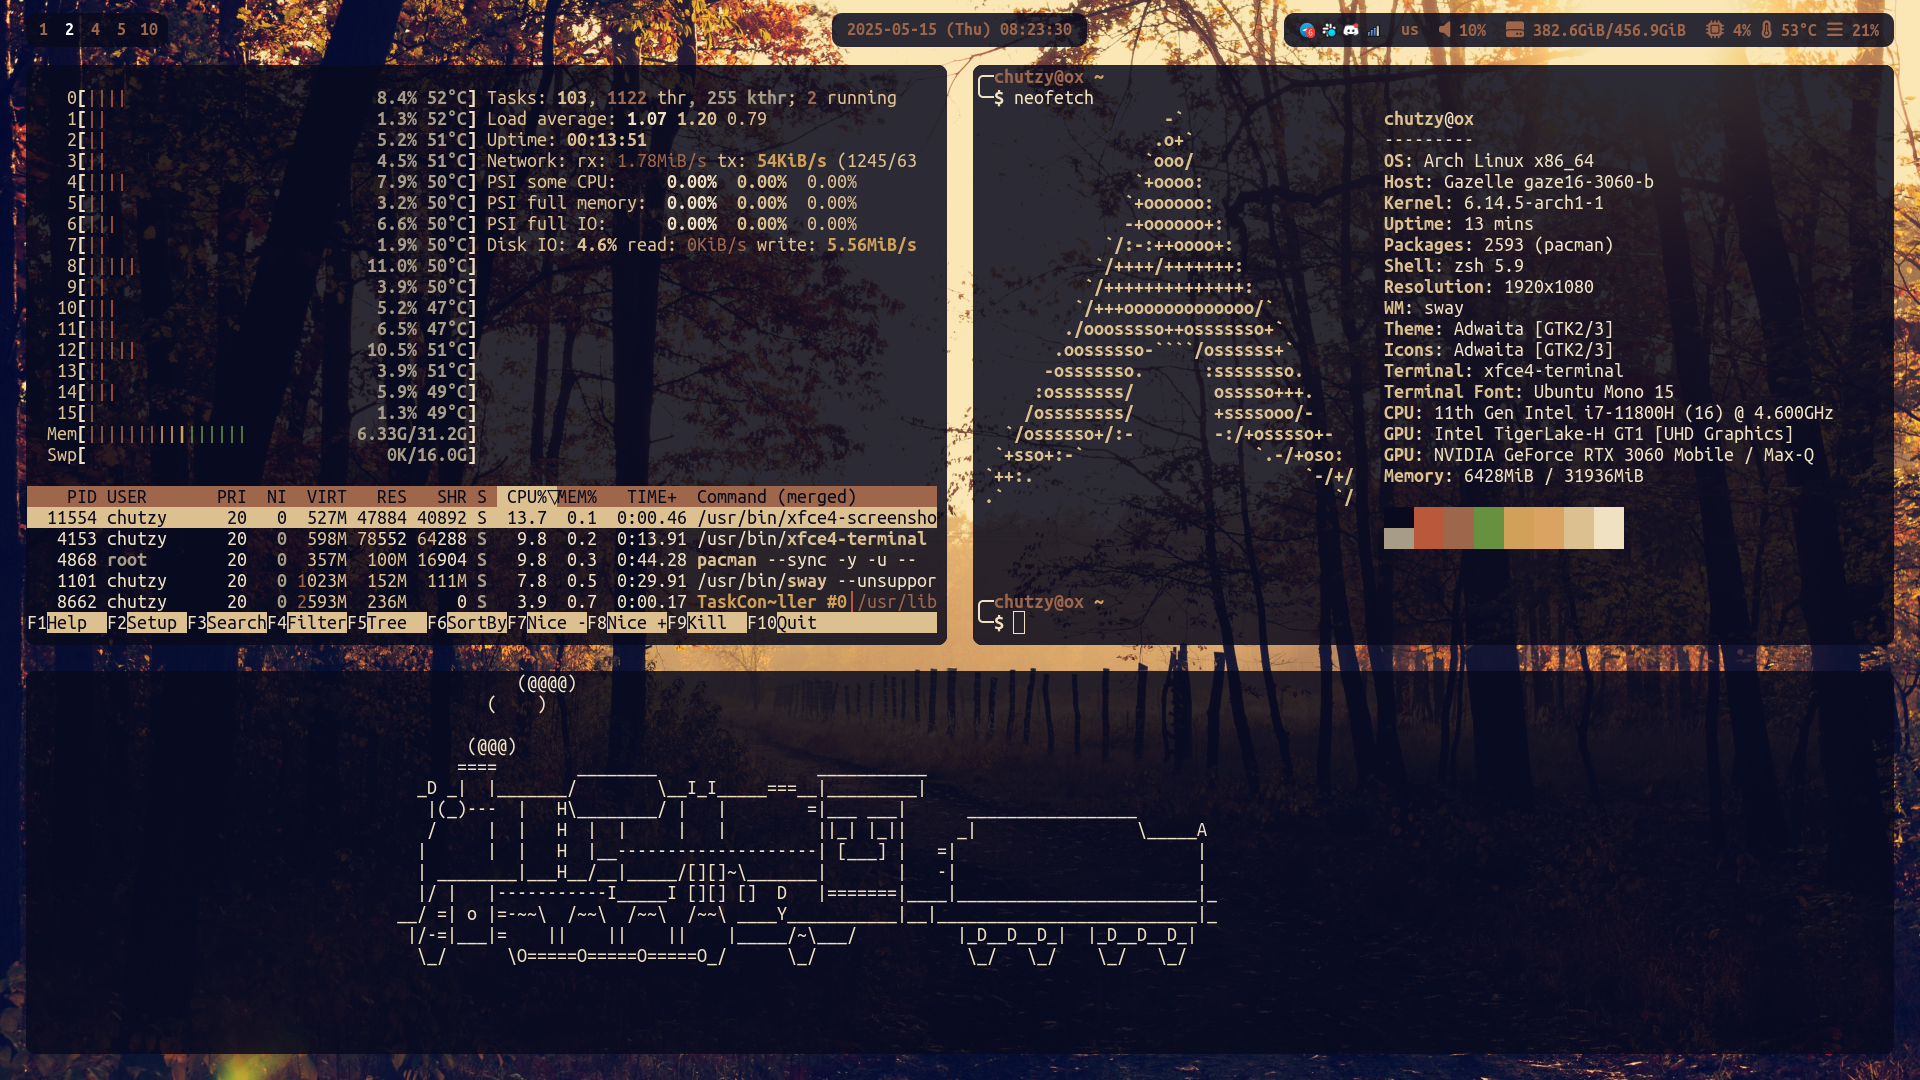 1 2 4 5 10
2025-05-15 (Thu) 08:23:30
us 10% 382.6GiB/456.9GiB 4% 53°C 21%
0[|||| 8.4% 52°C] Tasks: 103, 1122 thr, 255 kthr; 2 running
1[|| 1.3% 52°C] Load average: 1.07 1.20 0.79
2[|| 5.2% 51°C] Uptime: 00:13:51
3[|| 4.5% 51°C] Network: rx: 1.78MiB/s tx: 54KiB/s (1245/63
4[|||| 7.9% 50°C] PSI some CPU: 0.00% 0.00% 0.00%
5[|| 3.2% 50°C] PSI full memory: 0.00% 0.00% 0.00%
6[||| 6.6% 50°C] PSI full IO: 0.00% 0.00% 0.00%
7[|| 1.9% 50°C] Disk IO: 4.6% read: 0KiB/s write: 5.56MiB/s
8[||||| 11.0% 50°C]
9[|| 3.9% 50°C]
10[||| 5.2% 47°C]
11[||| 6.5% 47°C]
12[||||| 10.5% 51°C]
13[|| 3.9% 51°C]
14[||| 5.9% 49°C]
15[| 1.3% 49°C]
Mem[|||||||||||||||| 6.33G/31.2G]
Swp[ 0K/16.0G]
PID USER PRI NI VIRT RES SHR S CPU%▽MEM% TIME+ Command (merged)
11554 chutzy 20 0 527M 47884 40892 S 13.7 0.1 0:00.46 /usr/bin/xfce4-screensho
4153 chutzy 20 0 598M 78552 64288 S 9.8 0.2 0:13.91 /usr/bin/xfce4-terminal
4868 root 20 0 357M 100M 16904 S 9.8 0.3 0:44.28 pacman --sync -y -u --
1101 chutzy 20 0 1023M 152M 111M S 7.8 0.5 0:29.91 /usr/bin/sway --unsuppor
8662 chutzy 20 0 2593M 236M 0 S 3.9 0.7 0:00.17 TaskCon~ller #0|/usr/lib
F1Help F2Setup F3SearchF4FilterF5Tree F6SortByF7Nice -F8Nice +F9Kill F10Quit
chutzy@ox ~
$ neofetch
chutzy@ox
---------
OS: Arch Linux x86_64
Host: Gazelle gaze16-3060-b
Kernel: 6.14.5-arch1-1
Uptime: 13 mins
Packages: 2593 (pacman)
Shell: zsh 5.9
Resolution: 1920x1080
WM: sway
Theme: Adwaita [GTK2/3]
Icons: Adwaita [GTK2/3]
Terminal: xfce4-terminal
Terminal Font: Ubuntu Mono 15
CPU: 11th Gen Intel i7-11800H (16) @ 4.600GHz
GPU: Intel TigerLake-H GT1 [UHD Graphics]
GPU: NVIDIA GeForce RTX 3060 Mobile / Max-Q
Memory: 6428MiB / 31936MiB
chutzy@ox ~
$